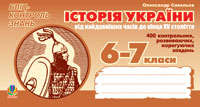 БЛІЦ-
КОНТРОЛЬ
ЗНАНЬ
Олександр Савельєв
ІСТОРІЯ УКРАЇНИ
від найдавніших часів до кінця XV століття
6-7 класи
400 контрольних,
розвивальних,
корегуючих
завдань